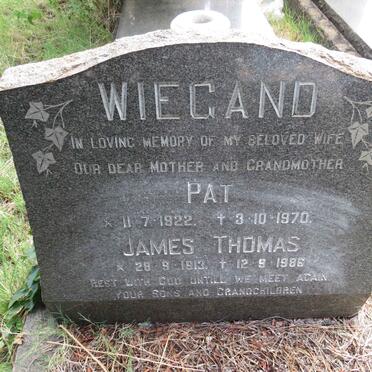 WIEGAND
IN LOVING MEMORY OF MY BELOVED WIFE
OUR DEAR MOTHER AND GRANDMOTHER
PAT
* 11·7·1922. † 3·10·1970.
JAMES THOMAS
* 29·9·1913. † 12·9·1986
REST WITH GOD UNTILL WE MEET AGAIN
YOUR SONS AND GRANDCHILDREN